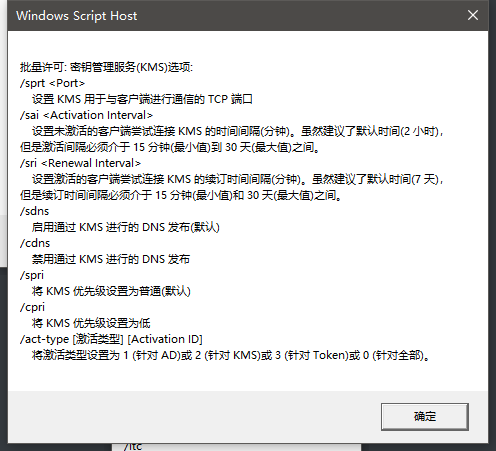 Windows Script Host
批量许可: 密钥管理服务(KMS)选项:
/sprt <Port>
设置 KMS 用于与客户端进行通信的 TCP 端口
/sai <Activation Interval>
设置未激活的客户端尝试连接 KMS 的时间间隔(分钟)。虽然建议了默认时间(2 小时)，
但是激活间隔必须介于 15 分钟(最小值)到 30 天(最大值)之间。
/sri <Renewal Interval>
设置激活的客户端尝试连接 KMS 的续订时间间隔(分钟)。虽然建议了默认时间(7 天)，
但是续订时间间隔必须介于 15 分钟(最小值)和 30 天(最大值)之间。
/sdns
启用通过 KMS 进行的 DNS 发布(默认)
/cdns
禁用通过 KMS 进行的 DNS 发布
/spri
将 KMS 优先级设置为普通(默认)
/cpri
将 KMS 优先级设置为低
/act-type [激活类型] [Activation ID]
将激活类型设置为 1 (针对 AD)或 2 (针对 KMS)或 3 (针对 Token)或 0 (针对全部)。
确定
/ltc